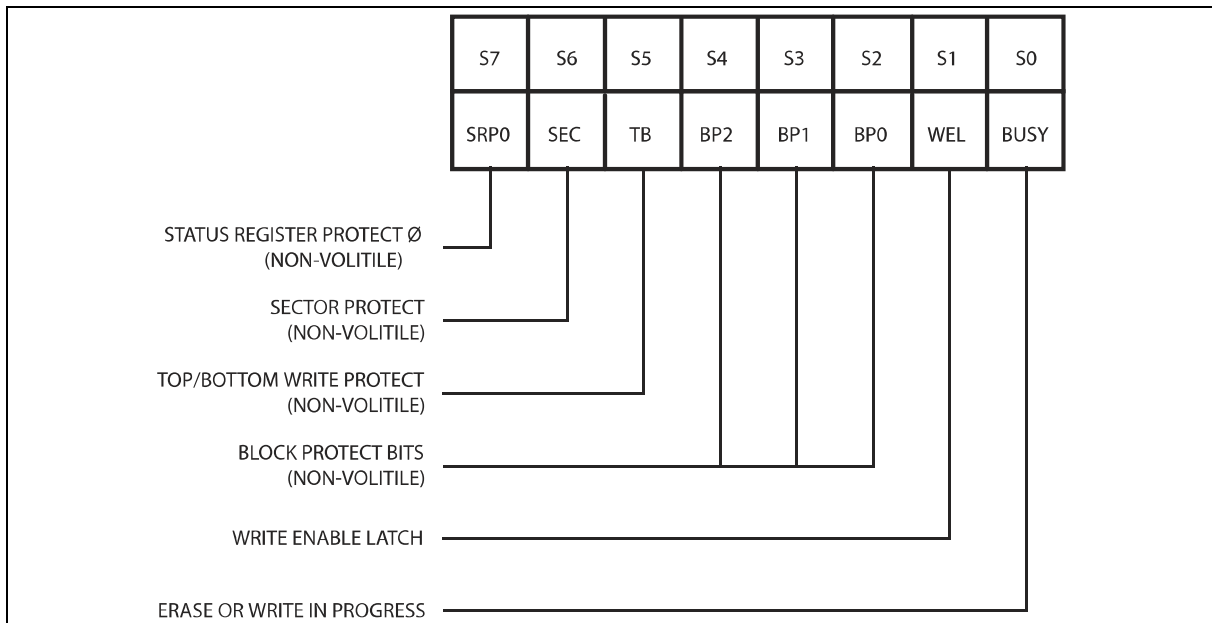 S7 S6 S5 S4 S3 S2 S1 S0
SRP0 SEC TB BP2 BP1 BP0 WEL BUSY
STATUS REGISTER PROTECT Ø
(NON-VOLITILE)
SECTOR PROTECT
(NON-VOLITILE)
TOP/BOTTOM WRITE PROTECT
(NON-VOLITILE)
BLOCK PROTECT BITS
(NON-VOLITILE)
WRITE ENABLE LATCH
ERASE OR WRITE IN PROGRESS